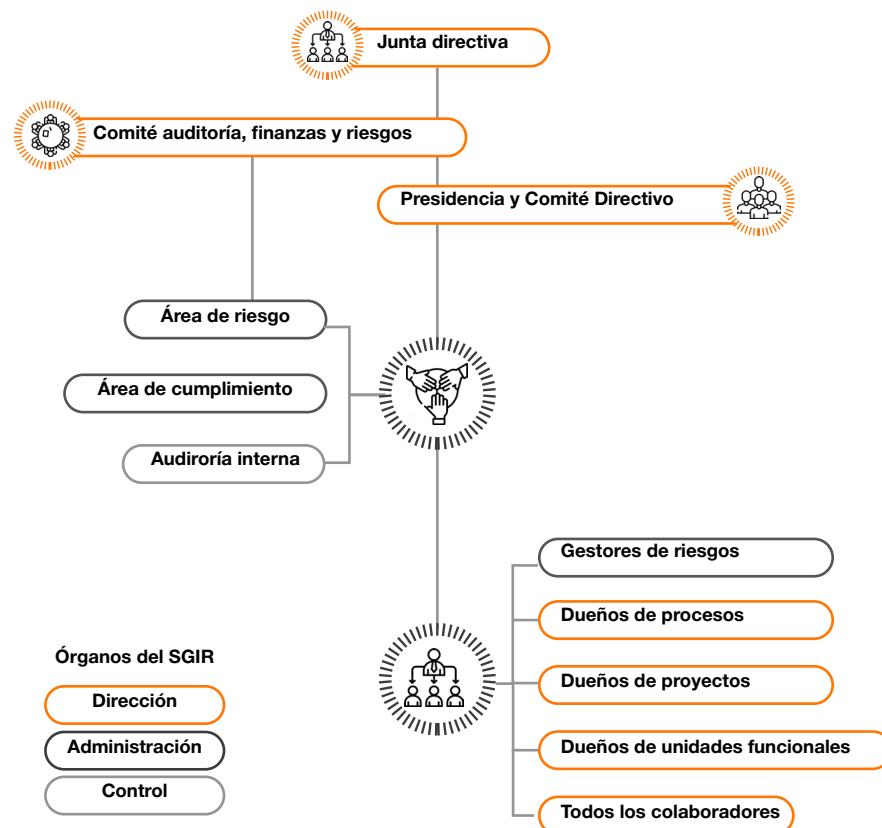 Junta directiva
Comité auditoría, finanzas y riesgos
Presidencia y Comité Directivo
Área de riesgo
Área de cumplimiento
Audiroría interna
Gestores de riesgos
Dueños de procesos
Dueños de proyectos
Dueños de unidades funcionales
Todos los colaboradores
Órganos del SGIR
Dirección
Administración
Control